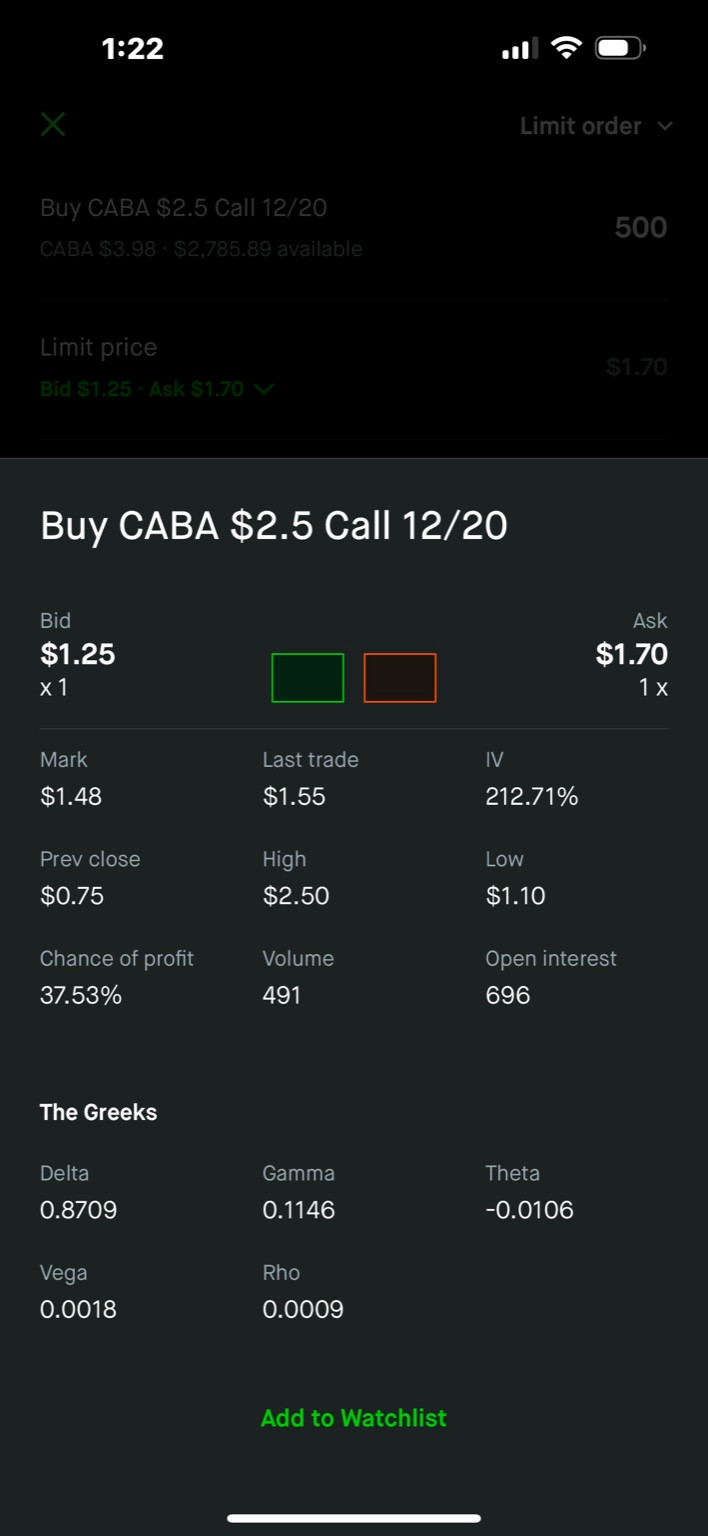 1:22
Limit order
Buy CABA $2.5 Call 12/20
500
CABA $3.98 · $2,785.89 available
Limit price
$1.70
Bid $1.25 · Ask $1.70
Buy CABA $2.5 Call 12/20
Bid Ask
$1.25 $1.70
x 1 1 x
Mark Last trade IV
$1.48 $1.55 212.71%
Prev close High Low
$0.75 $2.50 $1.10
Chance of profit Volume Open interest
37.53% 491 696
The Greeks
Delta Gamma Theta
0.8709 0.1146 -0.0106
Vega Rho
0.0018 0.0009
Add to Watchlist